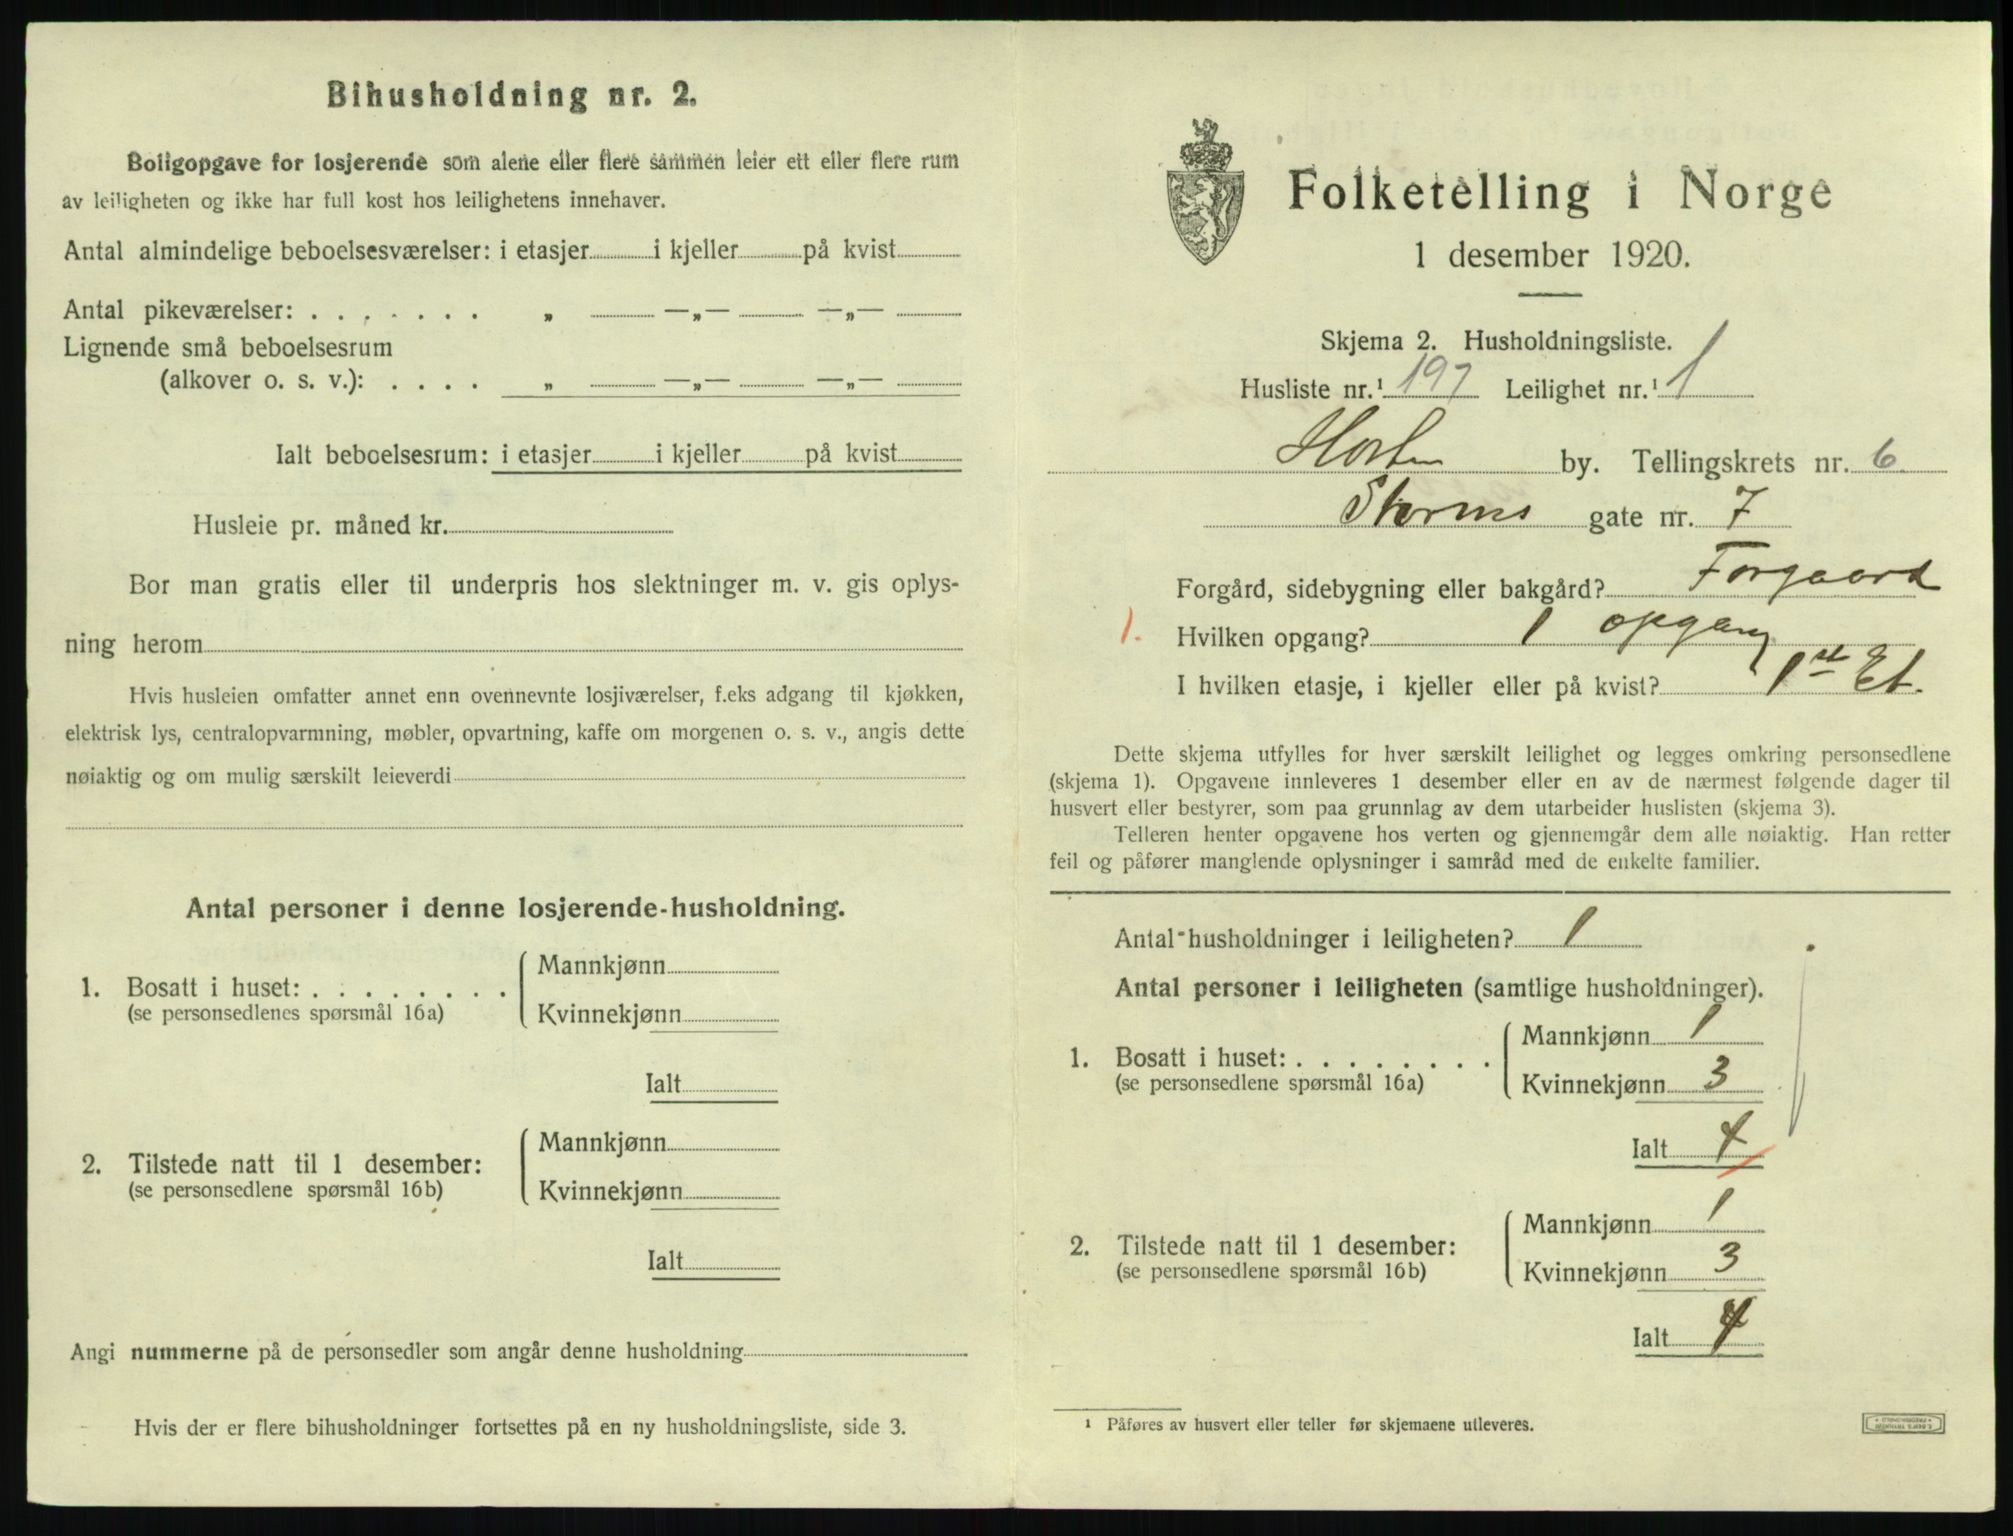 Bihusholdning nr. 2.
Boligopgave for losjerende som alene eller flere sammen leier ett eller flere rum
av leiligheten og ikke har full kost hos leilighetens innehaver.
Antal almindelige beboelsesværelser: i etasjer i kjeller på kvist
Antal pikeværelser: . . . . . . . „ —„— —„—
Lignende små beboelsesrum
(alkover o. s. v.): . . . . „ —„— —„—
Ialt beboelsesrum: i etasjer i kjeller på kvist
Husleie pr. måned kr.
Bor man gratis eller til underpris hos slektninger m. v. gis oplys-
ning herom
Hvis husleien omfatter annet enn ovennevnte losjiværelser, f.eks adgang til kjøkken,
elektrisk lys, centralopvarmning, møbler, opvartning, kaffe om morgenen o. s. v., angis dette
nøiaktig og om mulig særskilt leieverdi
Antal personer i denne losjerende-husholdning.
1. Bosatt i huset: . . . . . . . .
(se personsedlenes spørsmål 16a)
Mannkjønn
Kvinnekjønn
Ialt
2. Tilstede natt til 1 desember:
(se personsedlene spørsmål 16b)
Mannkjønn
Kvinnekjønn
Ialt
Angi nummerne på de personsedler som angår denne husholdning
Hvis der er flere bihusholdninger fortsettes på en ny husholdningsliste, side 3.
Folketelling i Norge
1 desember 1920.
Skjema 2. Husholdningsliste.
Husliste nr.¹ 197 Leilighet nr.¹ 1
Horten by. Tellingskrets nr. 6
Storms gate nr. 7
Forgård, sidebygning eller bakgård? Forgaard
1. Hvilken opgang? 1 opgang
I hvilken etasje, i kjeller eller på kvist? 1st Et.
Dette skjema utfylles for hver særskilt leilighet og legges omkring personsedlene
(skjema 1). Opgavene innleveres 1 desember eller en av de nærmest følgende dager til
husvert eller bestyrer, som paa grunnlag av dem utarbeider huslisten (skjema 3).
Telleren henter opgavene hos verten og gjennemgår dem alle nøiaktig. Han retter
feil og påfører manglende oplysninger i samråd med de enkelte familier.
Antal husholdninger i leiligheten? 1
Antal personer i leiligheten (samtlige husholdninger).
1. Bosatt i huset: . . . . . . . .
(se personsedlene spørsmål 16a)
Mannkjønn 1
Kvinnekjønn 3
Ialt 4
2. Tilstede natt til 1 desember:
(se personsedlene spørsmål 16b)
Mannkjønn 1
Kvinnekjønn 3
Ialt 4
¹ Påføres av husvert eller teller før skjemaene utleveres.